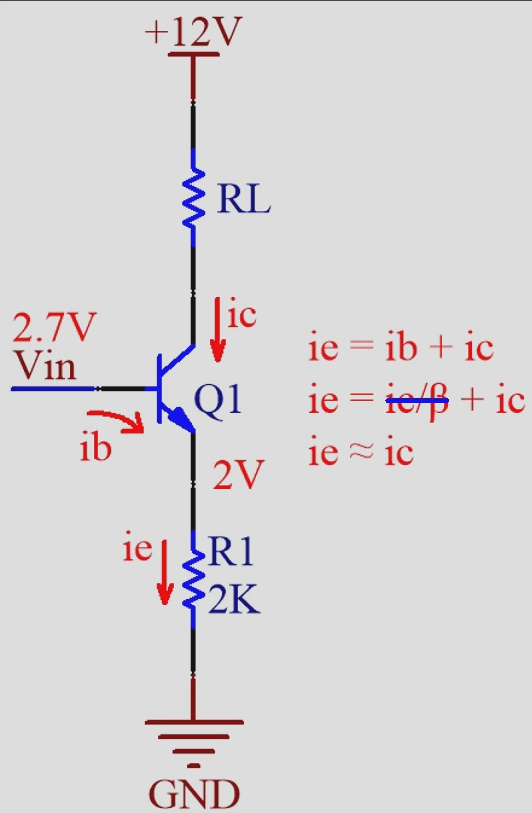 +12V
RL
ic
2.7V
Vin
Q1
ib
2V
ie
R1
2K
GND
ie = ib + ic
ie = ic/β + ic
ie ≈ ic